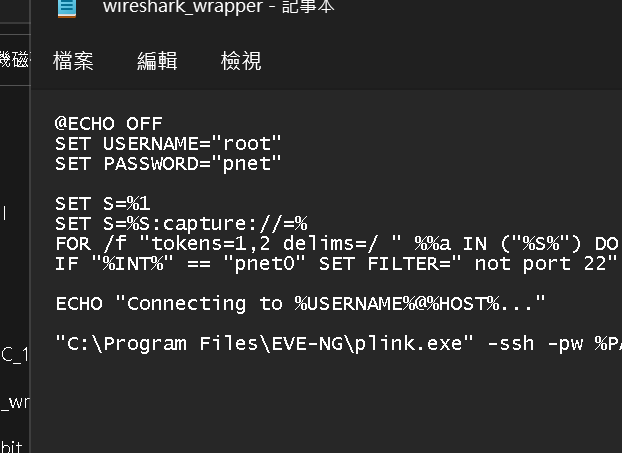 wireshark_wrapper - 記事本
機磁
檔案 編輯 檢視
@ECHO OFF
SET USERNAME="root"
SET PASSWORD="pnet"
SET S=%1
SET S=%S:capture://=%
FOR /f "tokens=1,2 delims=/ " %%a IN ("%S%") DO
IF "%INT%" == "pnet0" SET FILTER=" not port 22"
ECHO "Connecting to %USERNAME%@%HOST%..."
"C:\Program Files\EVE-NG\plink.exe" -ssh -pw %PA
C_1
_wr
bit